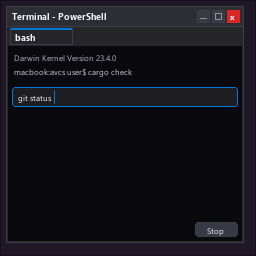 Terminal - PowerShell
bash
Darwin Kernel Version 23.4.0
macbook:avcs user$ cargo check
git status
Stop